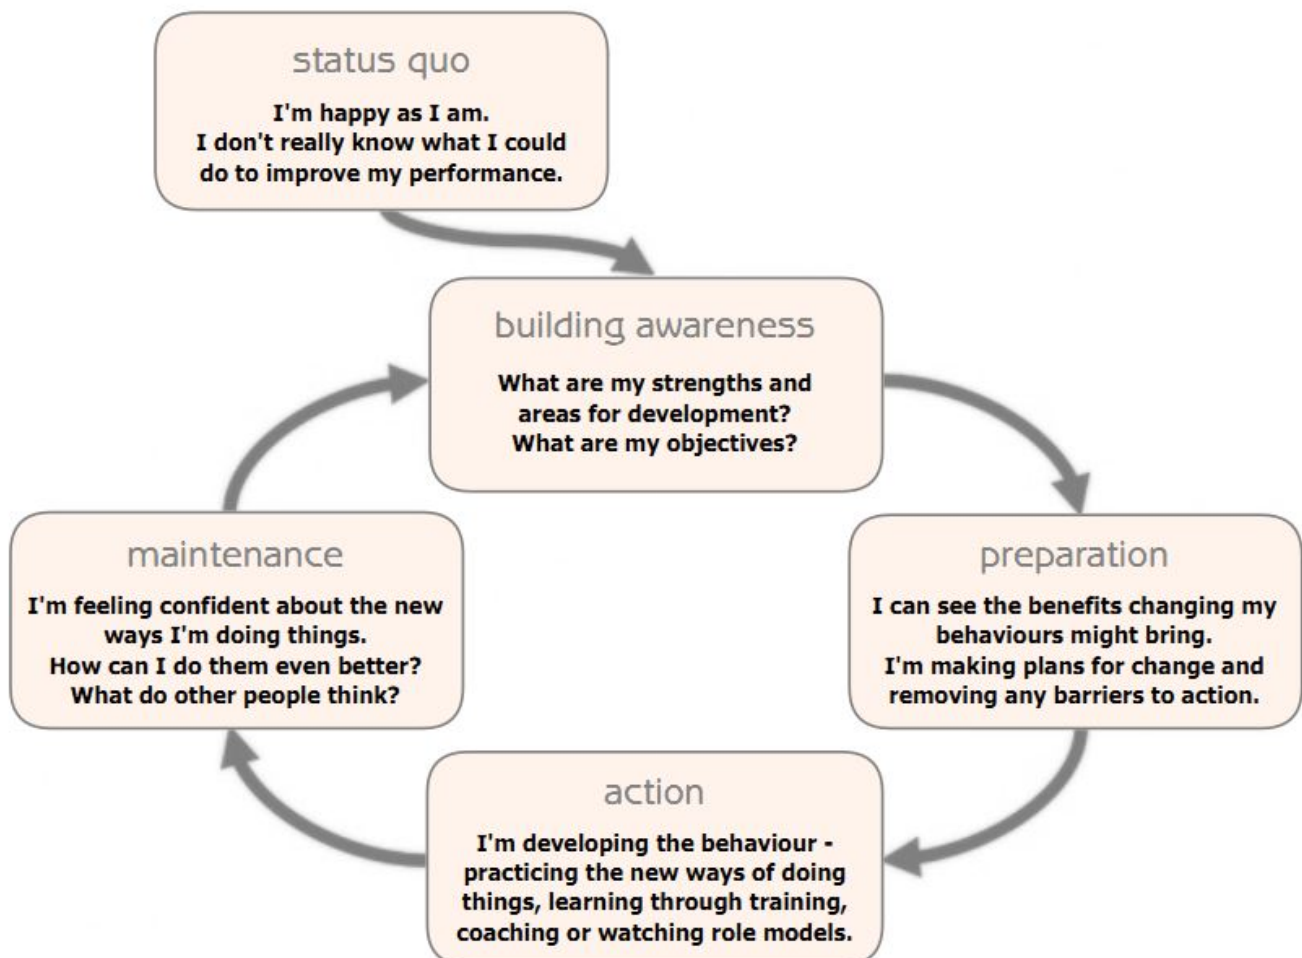 status quo
I'm happy as I am.
I don't really know what I could
do to improve my performance.
building awareness
What are my strengths and
areas for development?
What are my objectives?
preparation
I can see the benefits changing my
behaviours might bring.
I'm making plans for change and
removing any barriers to action.
action
I'm developing the behaviour -
practicing the new ways of doing
things, learning through training,
coaching or watching role models.
maintenance
I'm feeling confident about the new
ways I'm doing things.
How can I do them even better?
What do other people think?